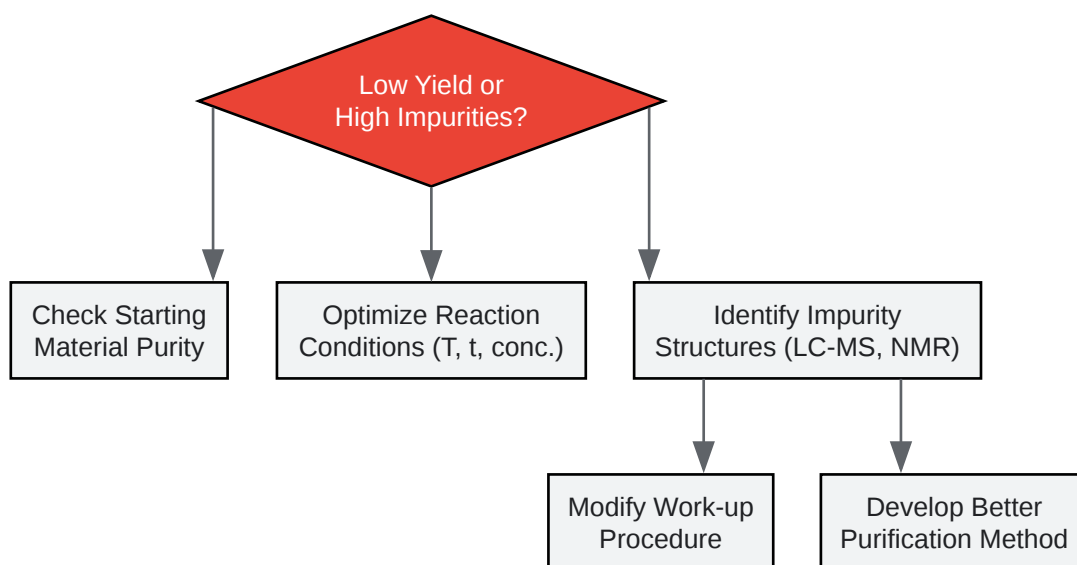 Low Yield or
High Impurities?
Check Starting
Material Purity
Optimize Reaction
Conditions (T, t, conc.)
Identify Impurity
Structures (LC-MS, NMR)
Modify Work-up
Procedure
Develop Better
Purification Method